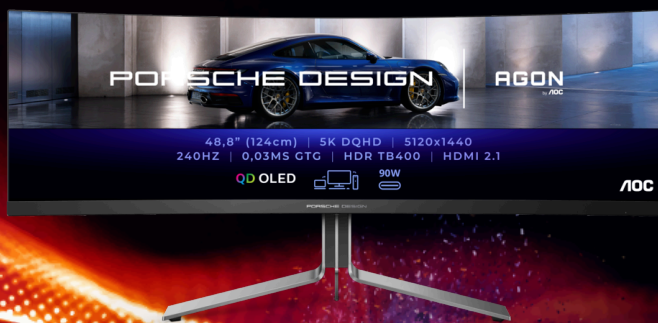 PORSCHE DESIGN | AGON
by AOC
48,8" (124cm) | 5K DQHD | 5120x1440
240HZ | 0,03MS GTG | HDR TB400 | HDMI 2.1
QD OLED
90W
AOC
PORSCHE DESIGN